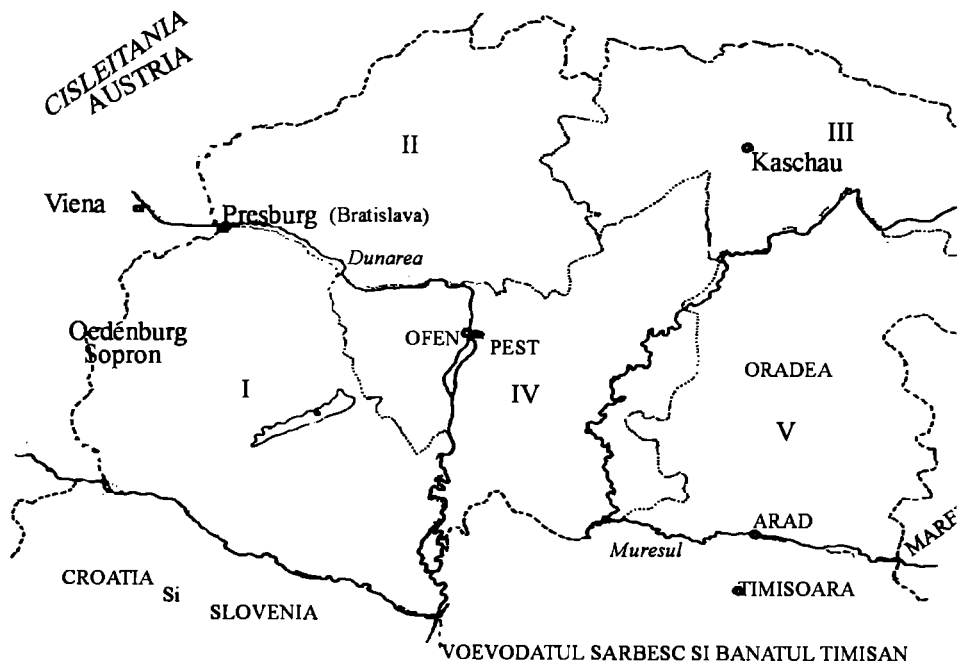 CISLEITANIA
AUSTRIA
II
III
Kaschau
Viena
Presburg (Bratislava)
Dunarea
Oedénburg
Sopron
OFEN
PEST
ORADEA
I
IV
V
ARAD
Muresul
CROATIA
Si
SLOVENIA
TIMISOARA
VOEVODATUL SARBESC SI BANATUL TIMISAN